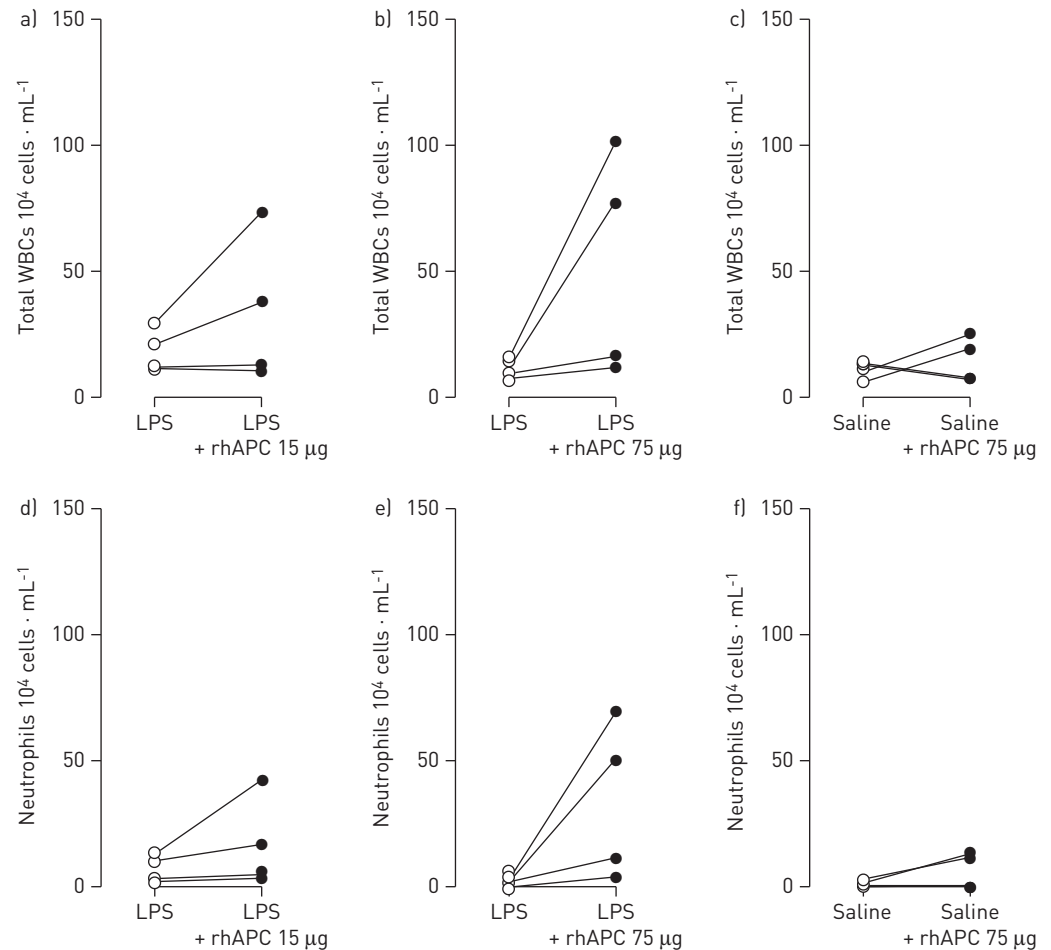 a)
150
100
50
0
Total WBCs 10⁴ cells · mL⁻¹
LPS
LPS
+ rhAPC 15 µg
b)
150
100
50
0
Total WBCs 10⁴ cells · mL⁻¹
LPS
LPS
+ rhAPC 75 µg
c)
150
100
50
0
Total WBCs 10⁴ cells · mL⁻¹
Saline
Saline
+ rhAPC 75 µg
d)
150
100
50
0
Neutrophils 10⁴ cells · mL⁻¹
LPS
LPS
+ rhAPC 15 µg
e)
150
100
50
0
Neutrophils 10⁴ cells · mL⁻¹
LPS
LPS
+ rhAPC 75 µg
f)
150
100
50
0
Neutrophils 10⁴ cells · mL⁻¹
Saline
Saline
+ rhAPC 75 µg